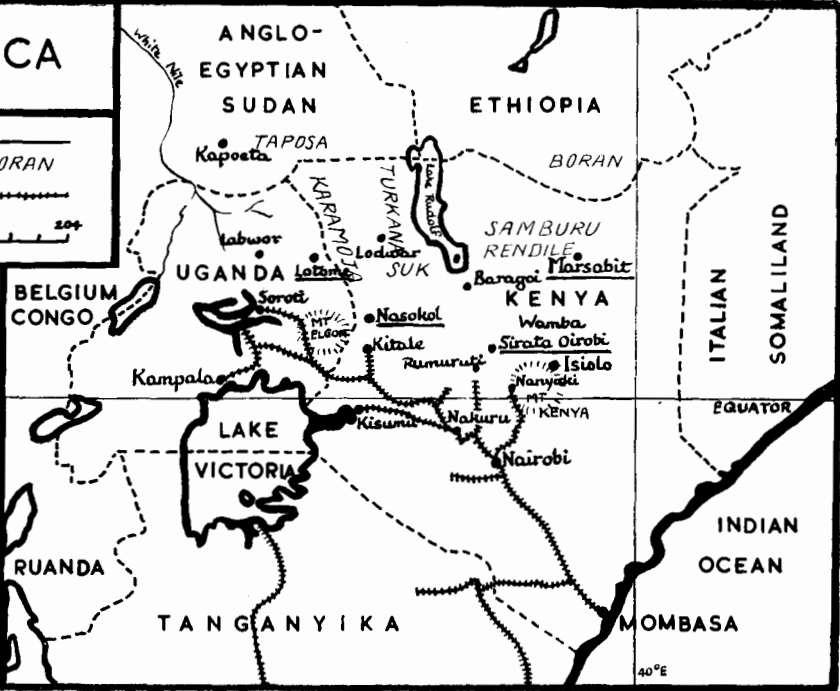 CA
ANGLO-
EGYPTIAN
SUDAN
White Nile
ETHIOPIA
ORAN
Kapoeta
TAPOSA
BORAN
Lake Rudolf
KARAMOJA
TURKANA
SUK
SAMBURU
RENDILE
Labwor
Lodwar
Lotome
Marsabit
UGANDA
Baragoi
BELGIUM
CONGO
Soroti
KENYA
ITALIAN
SOMALILAND
MT
ELGON
Nasokol
Wamba
Kitale
Sirata Oirobi
Rumuruti
Isiolo
Kampala
Nanyuki
MT
KENYA
EQUATOR
Kisumu
Nakuru
LAKE
VICTORIA
Nairobi
INDIAN
OCEAN
RUANDA
TANGANYIKA
MOMBASA
40°E